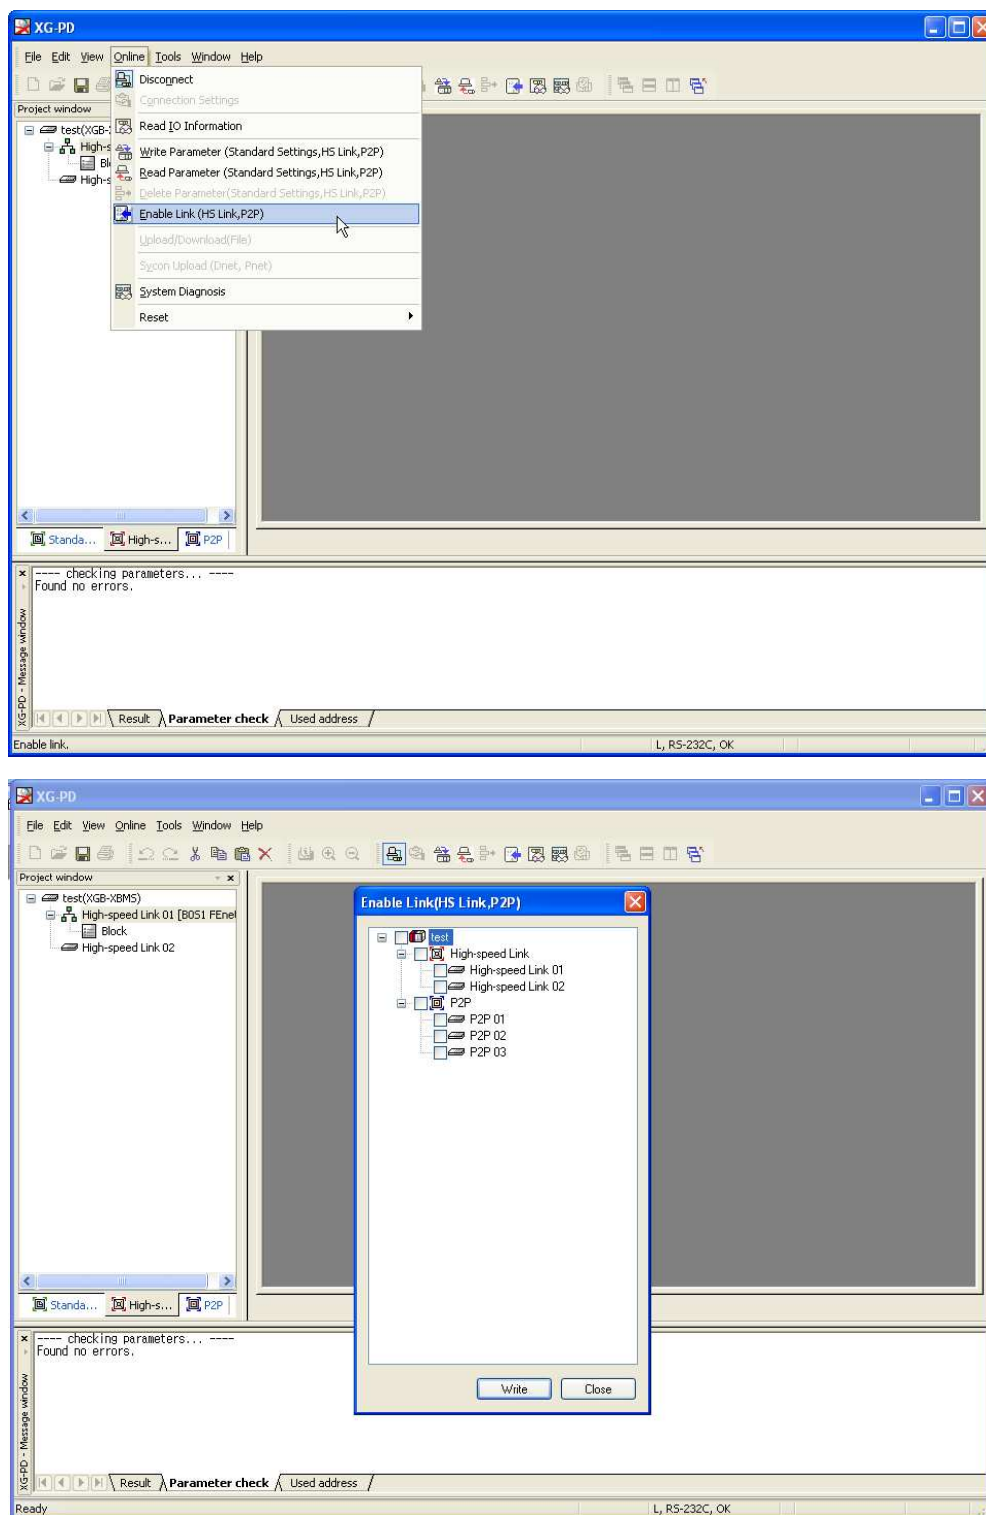 XG-PD
File Edit View Online Tools Window Help
Disconnect
Connection Settings
Project window
Read IO Information
test(XGB-
High-s
Write Parameter (Standard Settings,HS Link,P2P)
Bl
Read Parameter (Standard Settings,HS Link,P2P)
High-s
Delete Parameter(Standard Settings,HS Link,P2P)
Enable Link (HS Link,P2P)
Upload/Download(File)
Sycon Upload (Dnet, Pnet)
System Diagnosis
Reset
Standa... High-s... P2P
---- checking parameters... ----
Found no errors.
XG-PD - Message window
Result Parameter check Used address
Enable link. L, RS-232C, OK
XG-PD
File Edit View Online Tools Window Help
Project window
test(XGB-XBMS)
High-speed Link 01 [B0S1 FEnet
Block
High-speed Link 02
Enable Link(HS Link,P2P)
test
High-speed Link
High-speed Link 01
High-speed Link 02
P2P
P2P 01
P2P 02
P2P 03
Write Close
Standa... High-s... P2P
---- checking parameters... ----
Found no errors.
XG-PD - Message window
Result Parameter check Used address
Ready L, RS-232C, OK